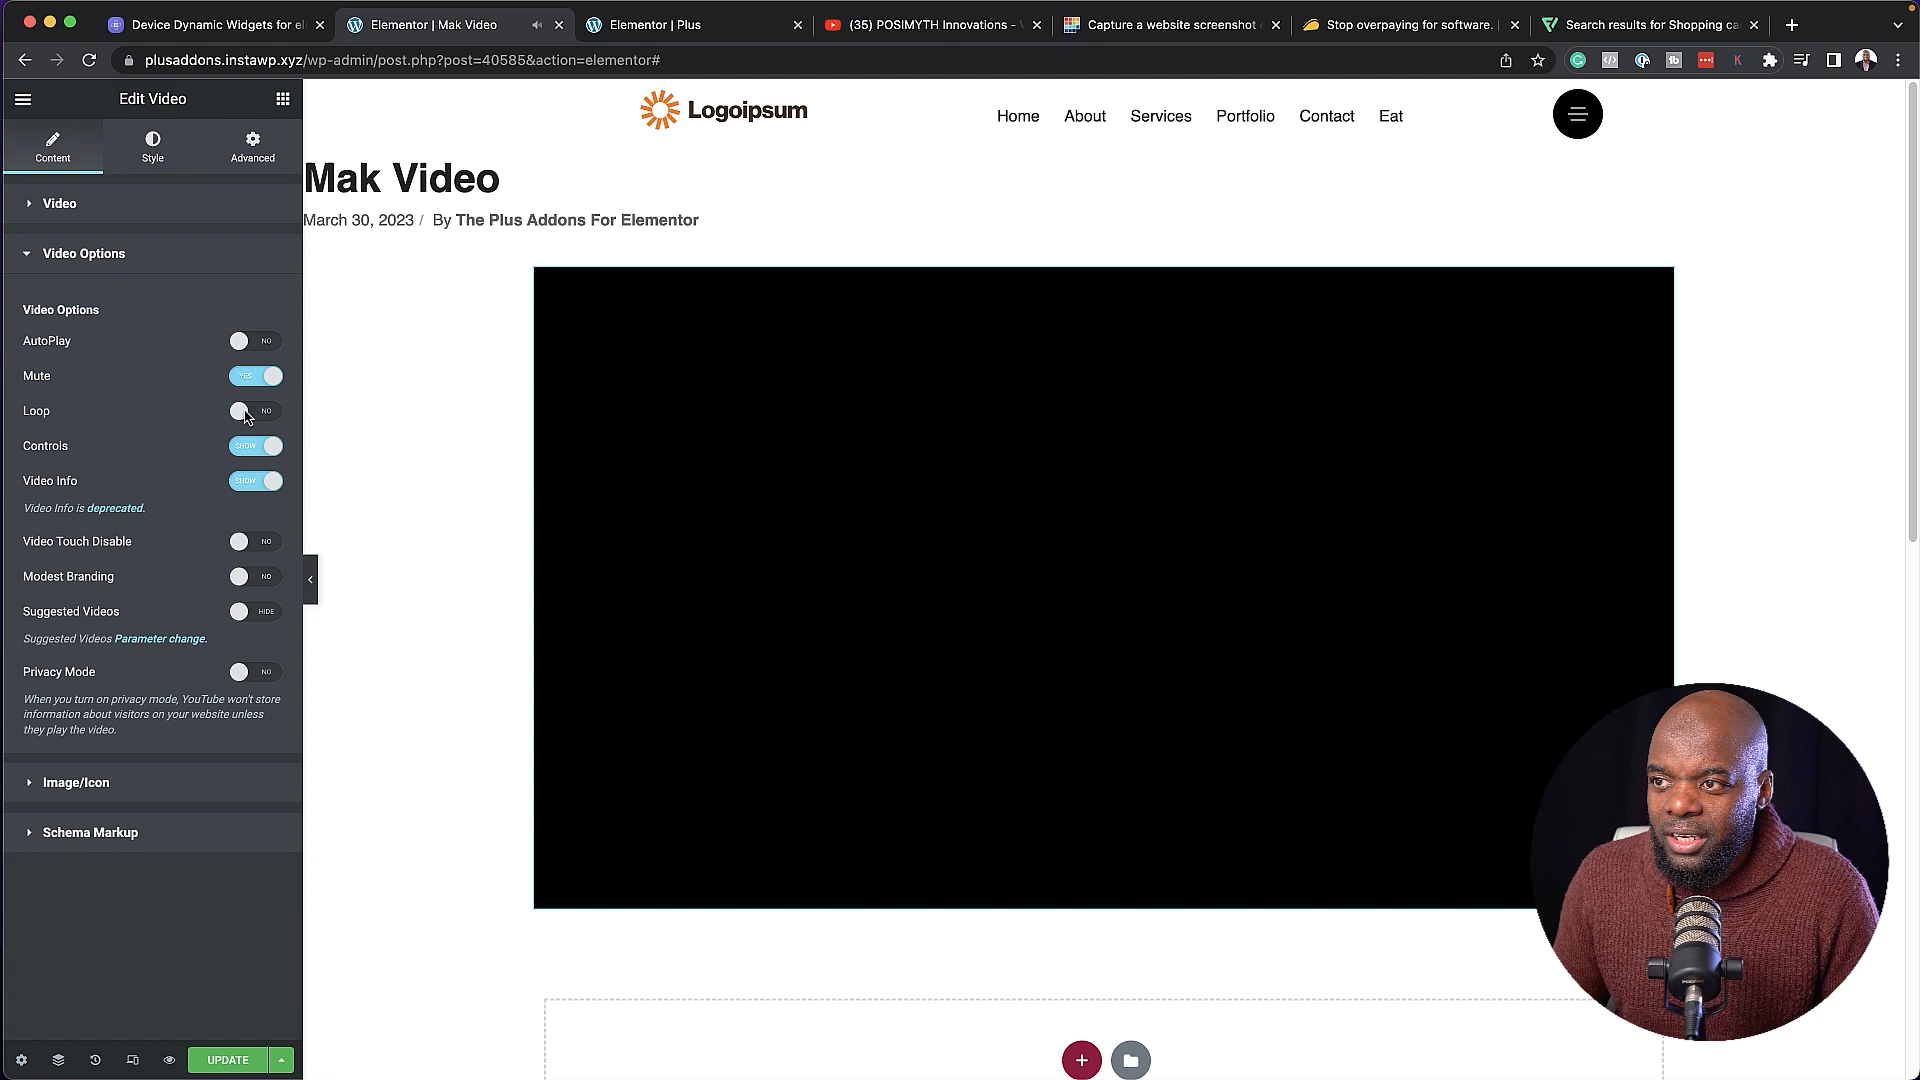 Device Dynamic Widgets for el
Elementor | Mak Video
Elementor | Plus
(35) POSIMYTH Innovations -
Capture a website screenshot
Stop overpaying for software.
Search results for Shopping ca
plusaddons.instawp.xyz/wp-admin/post.php?post=40585&action=elementor#
Edit Video
Content
Style
Advanced
Video
Video Options
Video Options
AutoPlay
NO
Mute
YES
Loop
NO
Controls
SHOW
Video Info
SHOW
Video Info is deprecated.
Video Touch Disable
NO
Modest Branding
NO
Suggested Videos
HIDE
Suggested Videos Parameter change.
Privacy Mode
NO
When you turn on privacy mode, YouTube won't store
information about visitors on your website unless
they play the video.
Image/Icon
Schema Markup
UPDATE
Logoipsum
Home
About
Services
Portfolio
Contact
Eat
Mak Video
March 30, 2023 / By The Plus Addons For Elementor